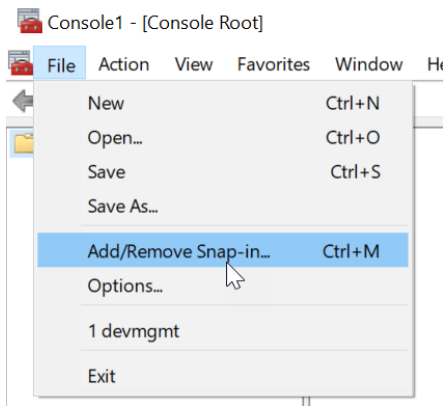 Console1 - [Console Root]
File Action View Favorites Window
New Ctrl+N
Open... Ctrl+O
Save Ctrl+S
Save As...
Add/Remove Snap-in... Ctrl+M
Options...
1 devmgmt
Exit